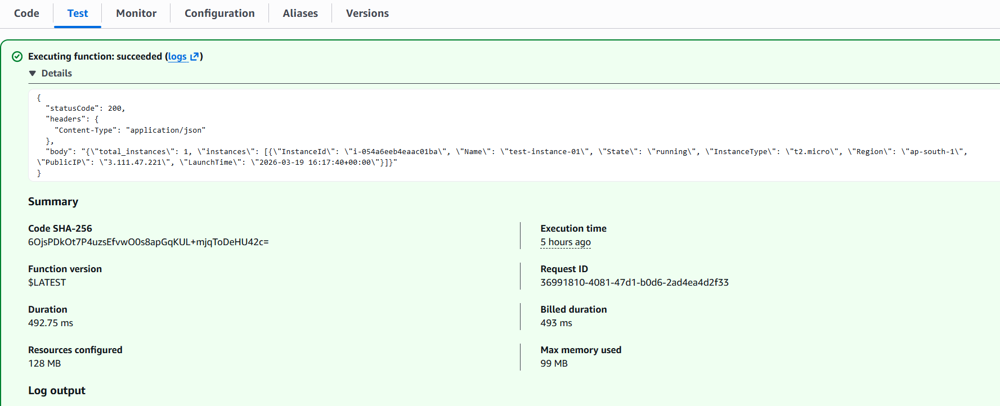 Code Test Monitor Configuration Aliases Versions
Executing function: succeeded (logs)
Details
{
  "statusCode": 200,
  "headers": {
    "Content-Type": "application/json"
  },
  "body": "{\"total_instances\": 1, \"instances\": [{\"InstanceId\": \"i-054a6eeb4eaac01ba\", \"Name\": \"test-instance-01\", \"State\": \"running\", \"InstanceType\": \"t2.micro\", \"Region\": \"ap-south-1\",
\"PublicIP\": \"3.111.47.221\", \"LaunchTime\": \"2026-03-19 16:17:40+00:00\"}]}"
}
Summary
Code SHA-256
6OjsPDkOt7P4uzsEfvwO0s8apGqKUL+mjqToDeHU42c=
Execution time
5 hours ago
Function version
$LATEST
Request ID
36991810-4081-47d1-b0d6-2ad4ea4d2f33
Duration
492.75 ms
Billed duration
493 ms
Resources configured
128 MB
Max memory used
99 MB
Log output